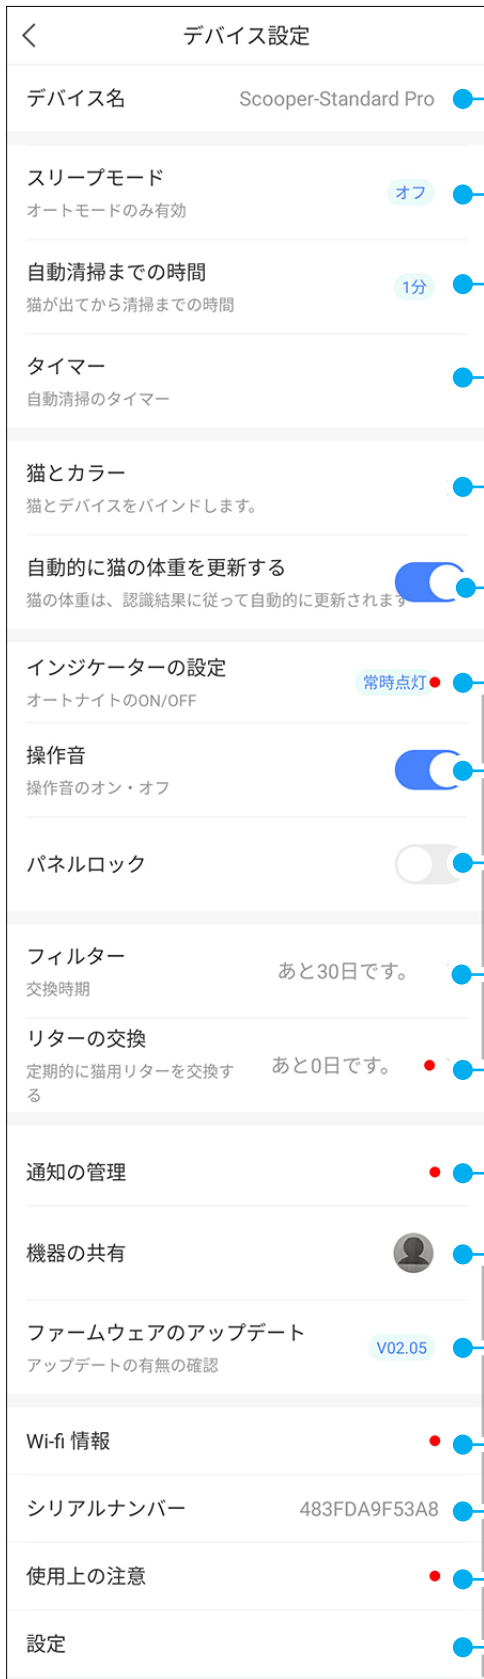 デバイス設定
デバイス名 Scooper-Standard Pro
スリープモード
オフ
オートモードのみ有効
自動清掃までの時間
1分
猫が出てから清掃までの時間
タイマー
自動清掃のタイマー
猫とカラー
猫とデバイスをバインドします。
自動的に猫の体重を更新する
猫の体重は、認識結果に従って自動的に更新されます
インジケーターの設定
常時点灯
オートナイトのON/OFF
操作音
操作音のオン・オフ
パネルロック
フィルター
あと30日です。
交換時期
リターの交換
あと0日です。
定期的に猫用リターを交換す
る
通知の管理
機器の共有
ファームウェアのアップデート
V02.05
アップデートの有無の確認
Wi-fi 情報
シリアルナンバー 483FDA9F53A8
使用上の注意
設定